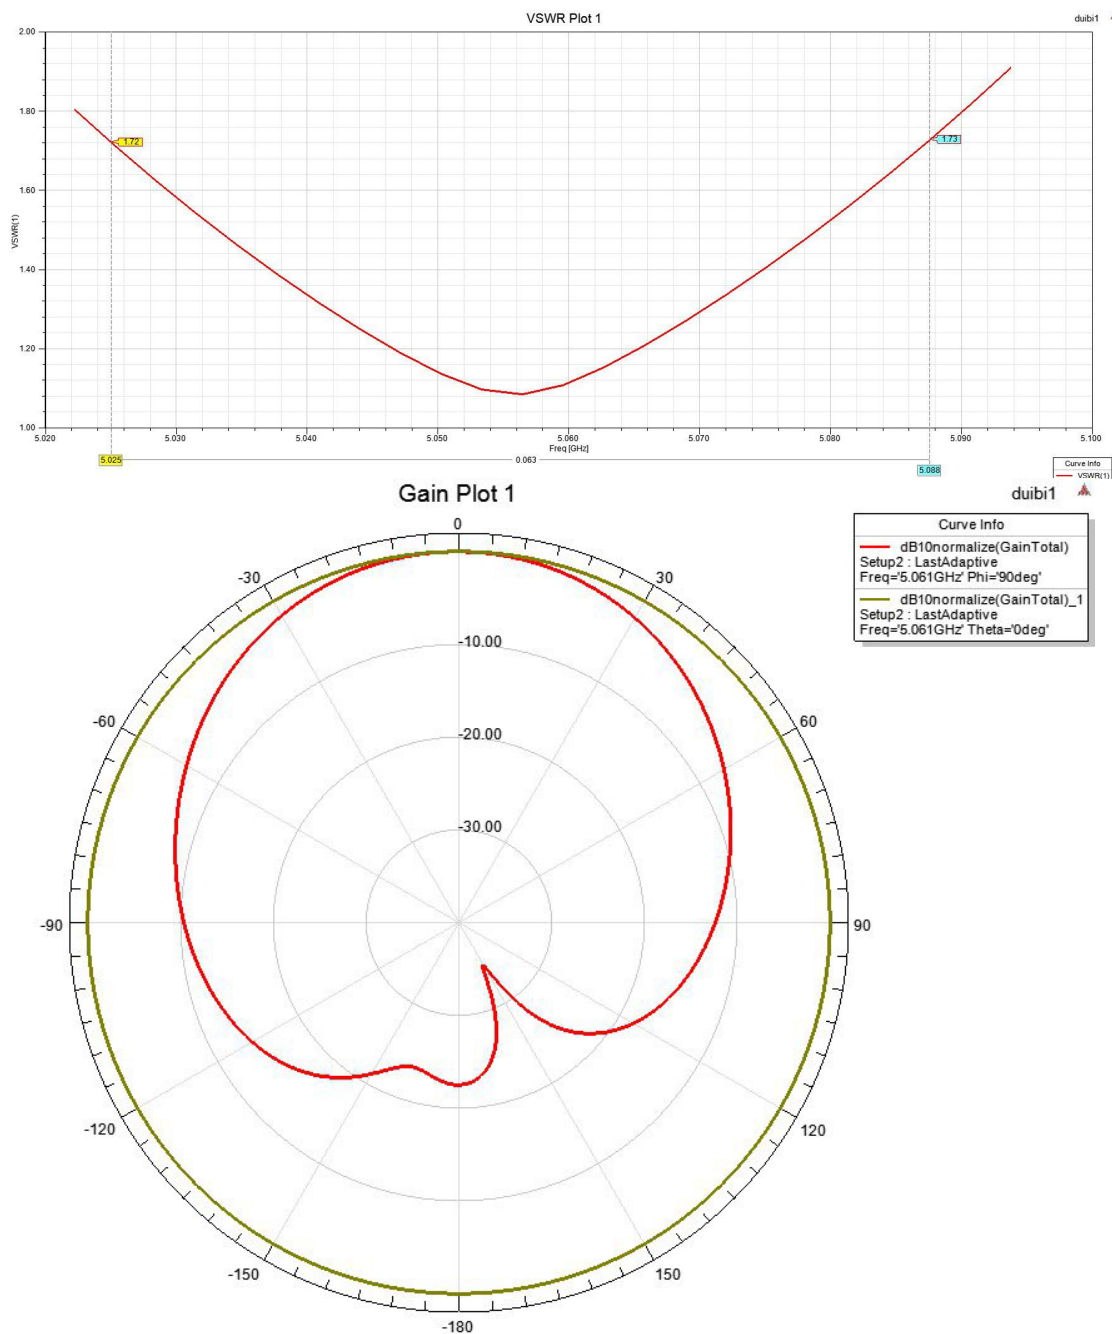 VSWR Plot 1
duibi1
2.00
1.80
1.72
1.73
1.60
VSWR(1)
1.40
1.20
1.00
5.020 5.030 5.040 5.050 5.060 5.070 5.080 5.090 5.100
Freq [GHz]
5.025 0.063 5.088
Curve Info
VSWR(1)
Gain Plot 1
duibi1
Curve Info
dB10normalize(GainTotal)
Setup2 : LastAdaptive
Freq='5.061GHz' Phi='90deg'
dB10normalize(GainTotal)_1
Setup2 : LastAdaptive
Freq='5.061GHz' Theta='0deg'
0
-30 30
-10.00
-60 60
-20.00
-30.00
-90 90
-120 120
-150 150
-180